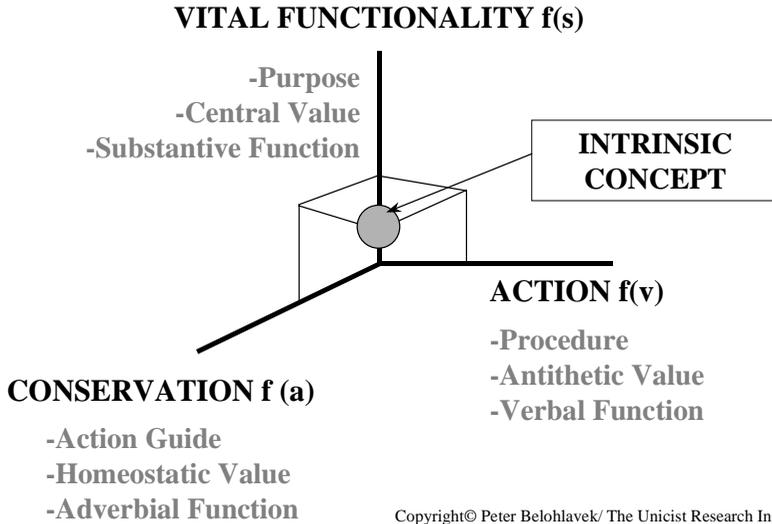 VITAL FUNCTIONALITY f(s)
-Purpose
-Central Value
-Substantive Function
INTRINSIC
CONCEPT
ACTION f(v)
-Procedure
-Antithetic Value
-Verbal Function
CONSERVATION f (a)
-Action Guide
-Homeostatic Value
-Adverbial Function
Copyright© Peter Belohlavek/ The Unicist Research In